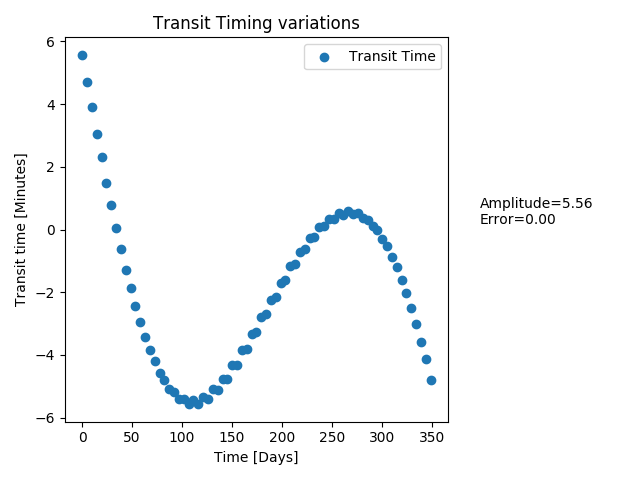 Transit Timing variations
Transit Time
Transit time [Minutes]
6
4
2
0
−2
−4
−6
0 50 100 150 200 250 300 350
Time [Days]
Amplitude=5.56
Error=0.00